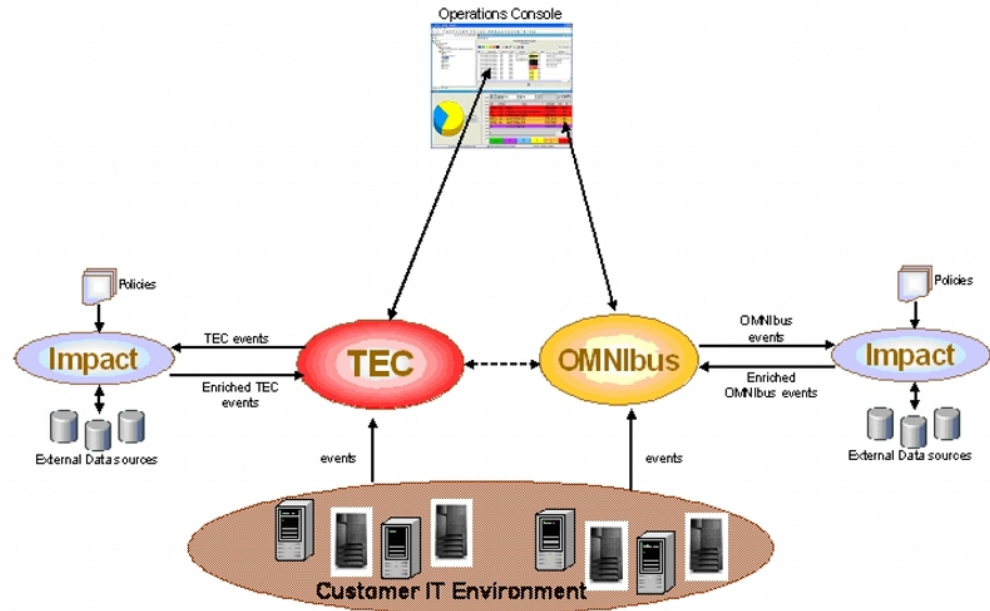 Operations Console
Policies
Policies
Impact
TEC events
Enriched TEC
events
TEC
OMNIbus
OMNIbus
events
Enriched
OMNIbus events
Impact
External Data sources
External Data sources
events
events
Customer IT Environment